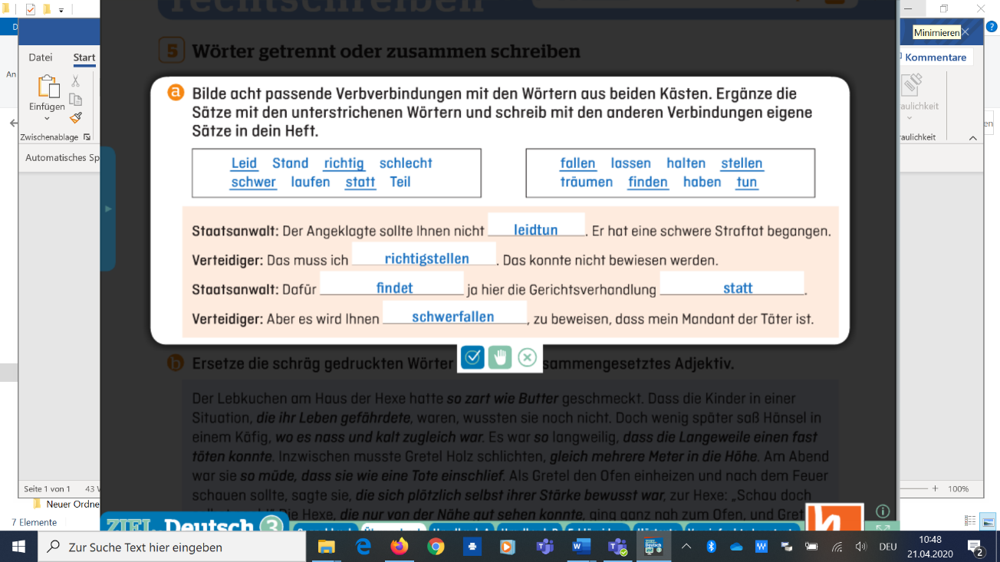 rechtschreiben
Minimieren
Datei Start
Kommentare
An
Einfügen
Zwischenablage
raulichkeit
Automatisches Sp
5 Wörter getrennt oder zusammen schreiben
a Bilde acht passende Verbverbindungen mit den Wörtern aus beiden Kästen. Ergänze die
Sätze mit den unterstrichenen Wörtern und schreib mit den anderen Verbindungen eigene
Sätze in dein Heft.
Leid Stand richtig schlecht
schwer laufen statt Teil
fallen lassen halten stellen
träumen finden haben tun
Staatsanwalt: Der Angeklagte sollte Ihnen nicht leidtun. Er hat eine schwere Straftat begangen.
Verteidiger: Das muss ich richtigstellen. Das konnte nicht bewiesen werden.
Staatsanwalt: Dafür findet ja hier die Gerichtsverhandlung statt.
Verteidiger: Aber es wird Ihnen schwerfallen, zu beweisen, dass mein Mandant der Täter ist.
b Ersetze die schräg gedruckten Wörter sammengesetztes Adjektiv.
Der Lebkuchen am Haus der Hexe hatte so zart wie Butter geschmeckt. Dass die Kinder in einer
Situation, die ihr Leben gefährdete, waren, wussten sie noch nicht. Doch wenig später saß Hänsel in
einem Käfig, wo es nass und kalt zugleich war. Es war so langweilig, dass die Langeweile einen fast
töten konnte. Inzwischen musste Gretel Holz schlichten, gleich mehrere Meter in die Höhe. Am Abend
war sie so müde, dass sie wie eine Tote einschlief. Als Gretel den Ofen einheizen und nach dem Feuer
schauen sollte, sagte sie, die sich plötzlich selbst ihrer Stärke bewusst war, zur Hexe: „Schau doch
Die Hexe, die nur von der Nähe gut sehen konnte, ging ganz nah zum Ofen, und Gret
Seite 1 von 1 43 W
100%
Neuer Ordne
7 Elemente
ZIEL. Deutsch 3
Zur Suche Text hier eingeben
DEU
10:48
21.04.2020
2